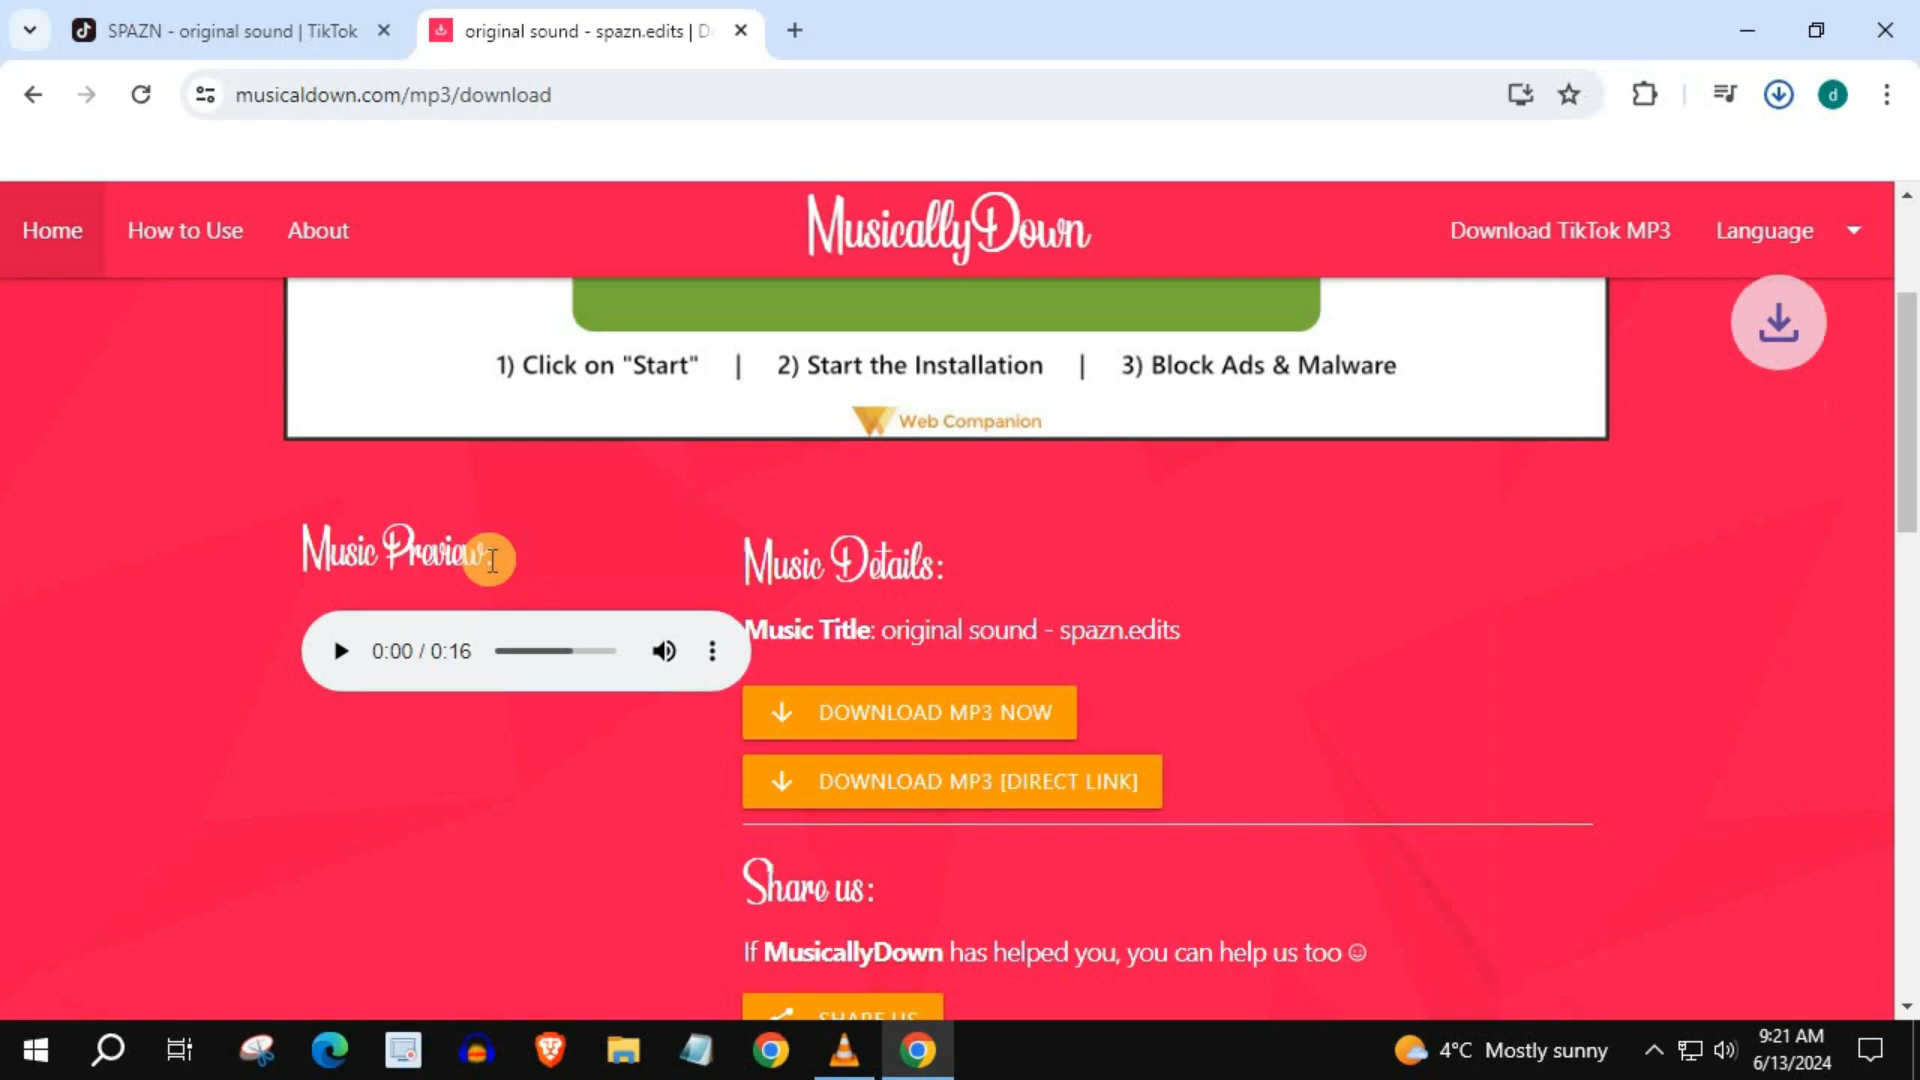 SPAZN - original sound | TikTok
original sound - spazn.edits | D
musicaldown.com/mp3/download
d
Home
How to Use
About
MusicallyDown
Download TikTok MP3
Language
1) Click on "Start" | 2) Start the Installation | 3) Block Ads & Malware
Web Companion
Music Preview:
0:00 / 0:16
Music Details:
Music Title: original sound - spazn.edits
DOWNLOAD MP3 NOW
DOWNLOAD MP3 [DIRECT LINK]
Share us:
If MusicallyDown has helped you, you can help us too ☺
SHARE US
4°C Mostly sunny
9:21 AM
6/13/2024